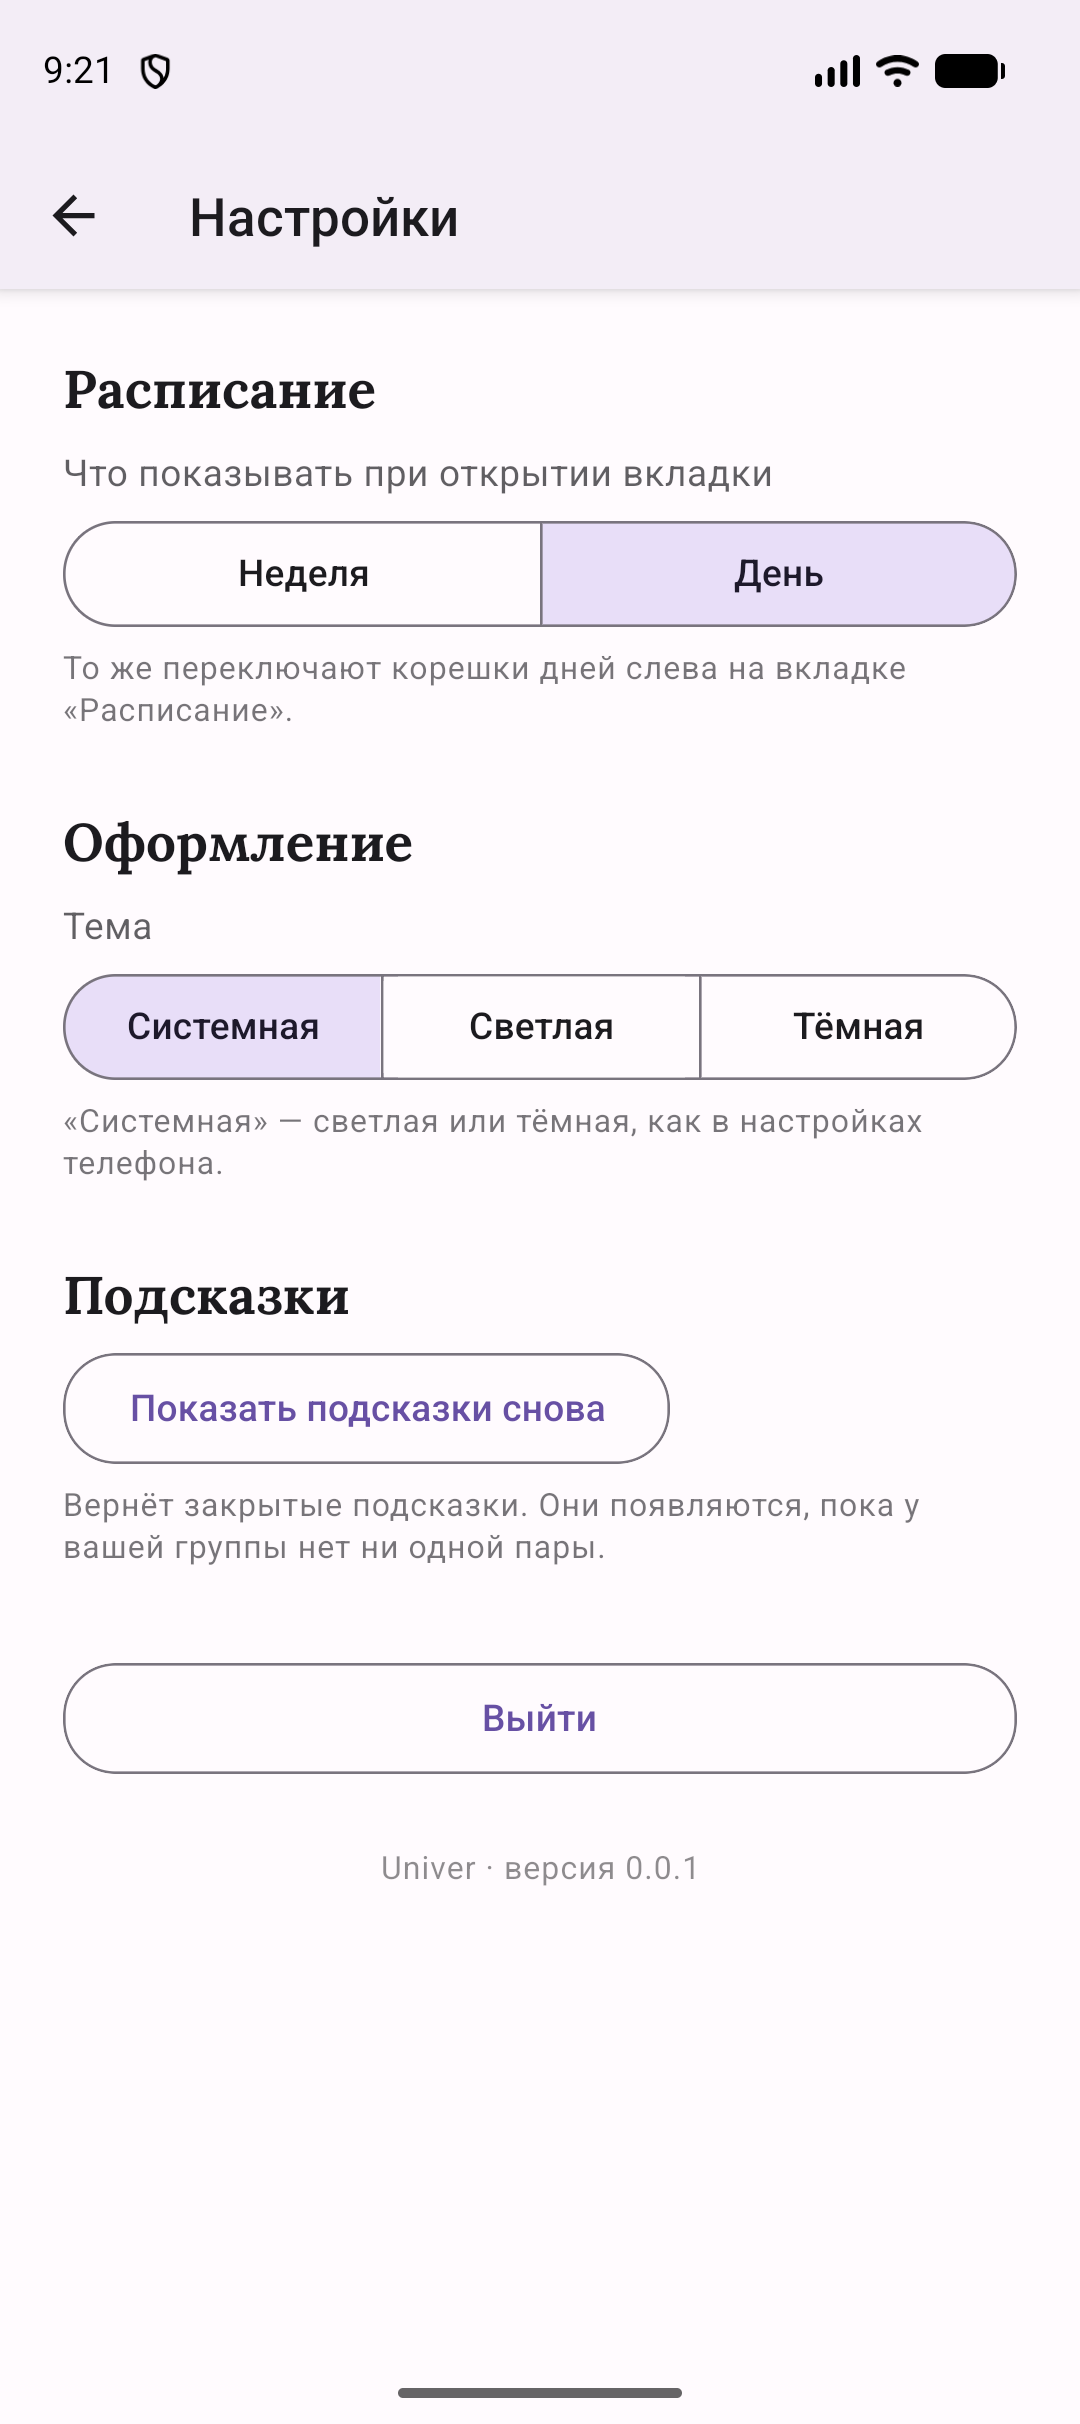 9:21
Настройки
Расписание
Что показывать при открытии вкладки
Неделя День
То же переключают корешки дней слева на вкладке
«Расписание».
Оформление
Тема
Системная Светлая Тёмная
«Системная» — светлая или тёмная, как в настройках
телефона.
Подсказки
Показать подсказки снова
Вернёт закрытые подсказки. Они появляются, пока у
вашей группы нет ни одной пары.
Выйти
Univer · версия 0.0.1